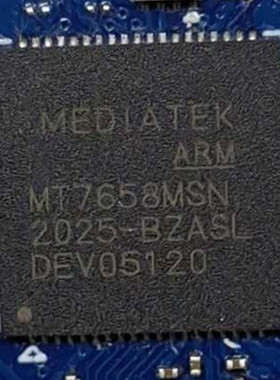 MEDIATEK
ARM
MT7658MSN
2025-BZASL
DEV05120